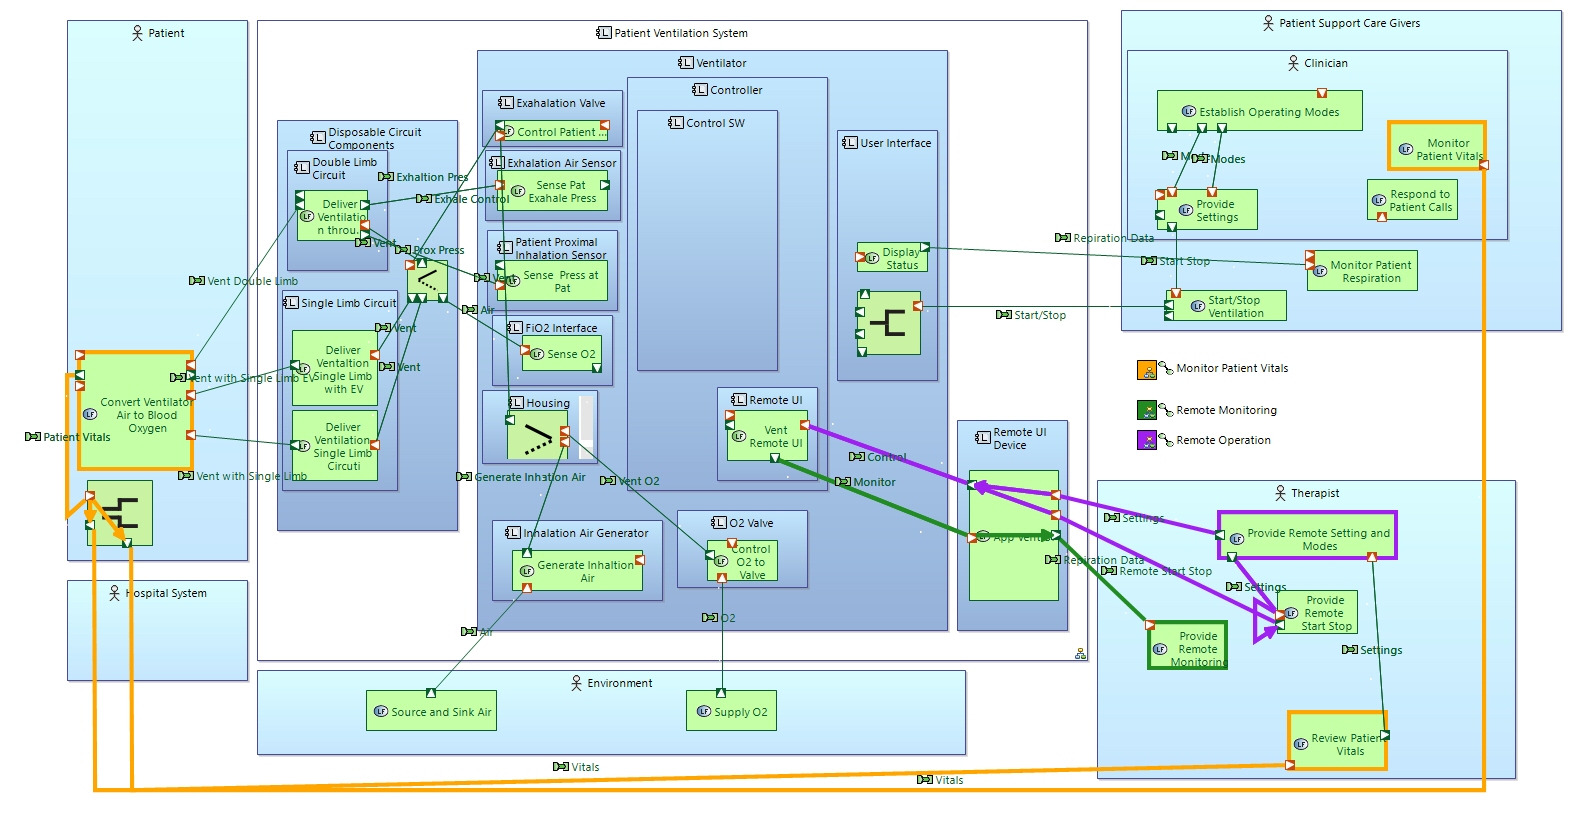 Patient
Patient Ventilation System
Patient Support Care Givers
Ventilator
Clinician
Controller
Exahalation Valve
Control Patient ...
Control SW
Establish Operating Modes
Disposable Circuit
Components
User Interface
Monitor
Patient Vitals
Modes
Double Limb
Circuit
Exhalation Air Sensor
Exhaltion Pres
Sense Pat
Exahale Press
Exhale Control
Deliver
Ventilatio
n throu...
Provide
Settings
Respond to
Patient Calls
Vent
Prox Press
Patient Proximal
Inhalation Sensor
Repiration Data
Display
Status
Start Stop
Monitor Patient
Respiration
Vent Double Limb
Vent
Sense Press at
Pat
Single Limb Circuit
Air
Start/Stop
Start/Stop
Ventilation
Vent
FiO2 Interface
Sense O2
Deliver
Ventaltion
Single Limb
with EV
Vent
Vent with Single Limb EV
Monitor Patient Vitals
Convert Ventilator
Air to Blood
Oxygen
Housing
Remote UI
Remote Monitoring
Patient Vitals
Deliver
Ventilation
Single Limb
Circuti
Vent
Remote UI
Remote UI
Device
Remote Operation
Control
Vent with Single Limb
Generate Inhation Air
Vent O2
Monitor
Therapist
Settings
Inhalation Air Generator
O2 Valve
App Ventil
Provide Remote Setting and
Modes
Generate Inhaltion
Air
Control
O2 to
Valve
Repiration Data
Remote Start Stop
Settings
Hospital System
Provide
Remote
Start Stop
O2
Air
Provide
Remote
Monitoring
Settings
Environment
Source and Sink Air
Supply O2
Review Patient
Vitals
Vitals
Vitals